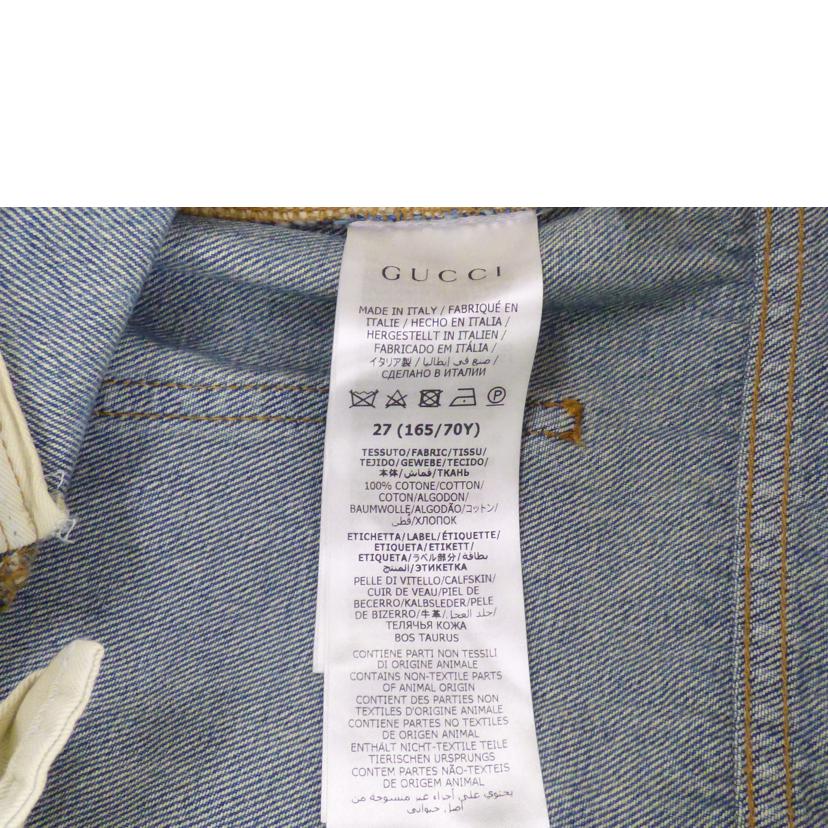 GUCCI
MADE IN ITALY / FABRIQUÉ EN
ITALIE / HECHO EN ITALIA /
HERGESTELLT IN ITALIEN /
FABRICADO EM ITÁLIA /
イタリア製 / صنع في إيطاليا /
СДЕЛАНО В ИТАЛИИ
P
27 (165/70Y)
TESSUTO/FABRIC/TISSU/
TEJIDO/GEWEBE/TECIDO/
本体/قماش/ТКАНЬ
100% COTONE/COTTON/
COTON/ALGODON/
BAUMWOLLE/ALGODÃO/コットン/
قطن/ХЛОПОК
ETICHETTA/LABEL/ÉTIQUETTE/
ETIQUETA/ETIKETT/
ETIQUETA/ラベル部分/بطاقة
المنتج/ЭТИКЕТКА
PELLE DI VITELLO/CALFSKIN/
CUIR DE VEAU/PIEL DE
BECERRO/KALBSLEDER/PELE
DE BIZERRO/牛革/جلد العجل/
ТЕЛЯЧЬЯ КОЖА
BOS TAURUS
CONTIENE PARTI NON TESSILI
DI ORIGINE ANIMALE
CONTAINS NON-TEXTILE PARTS
OF ANIMAL ORIGIN
CONTIENT DES PARTIES NON
TEXTILES D'ORIGINE ANIMALE
CONTIENE PARTES NO TEXTILES
DE ORIGEN ANIMAL
ENTHÄLT NICHT-TEXTILE TEILE
TIERISCHEN URSPRUNGS
CONTEM PARTES NÃO-TEXTEIS
DE ORIGEM ANIMAL
يحتوي على أجزاء غير منسوجة من
أصل حيواني